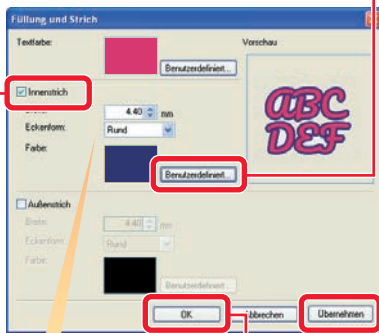 Füllung und Strich
Textfarbe:
Vorschau
Benutzerdefiniert...
Innenstrich
Breite:
4.40 mm
Eckenform:
Rund
Farbe:
Benutzerdefiniert...
ABC
DEF
Außenstrich
Breite:
4.40 mm
Eckenform:
Rund
Farbe:
Benutzerdefiniert...
OK
Abbrechen
Übernehmen